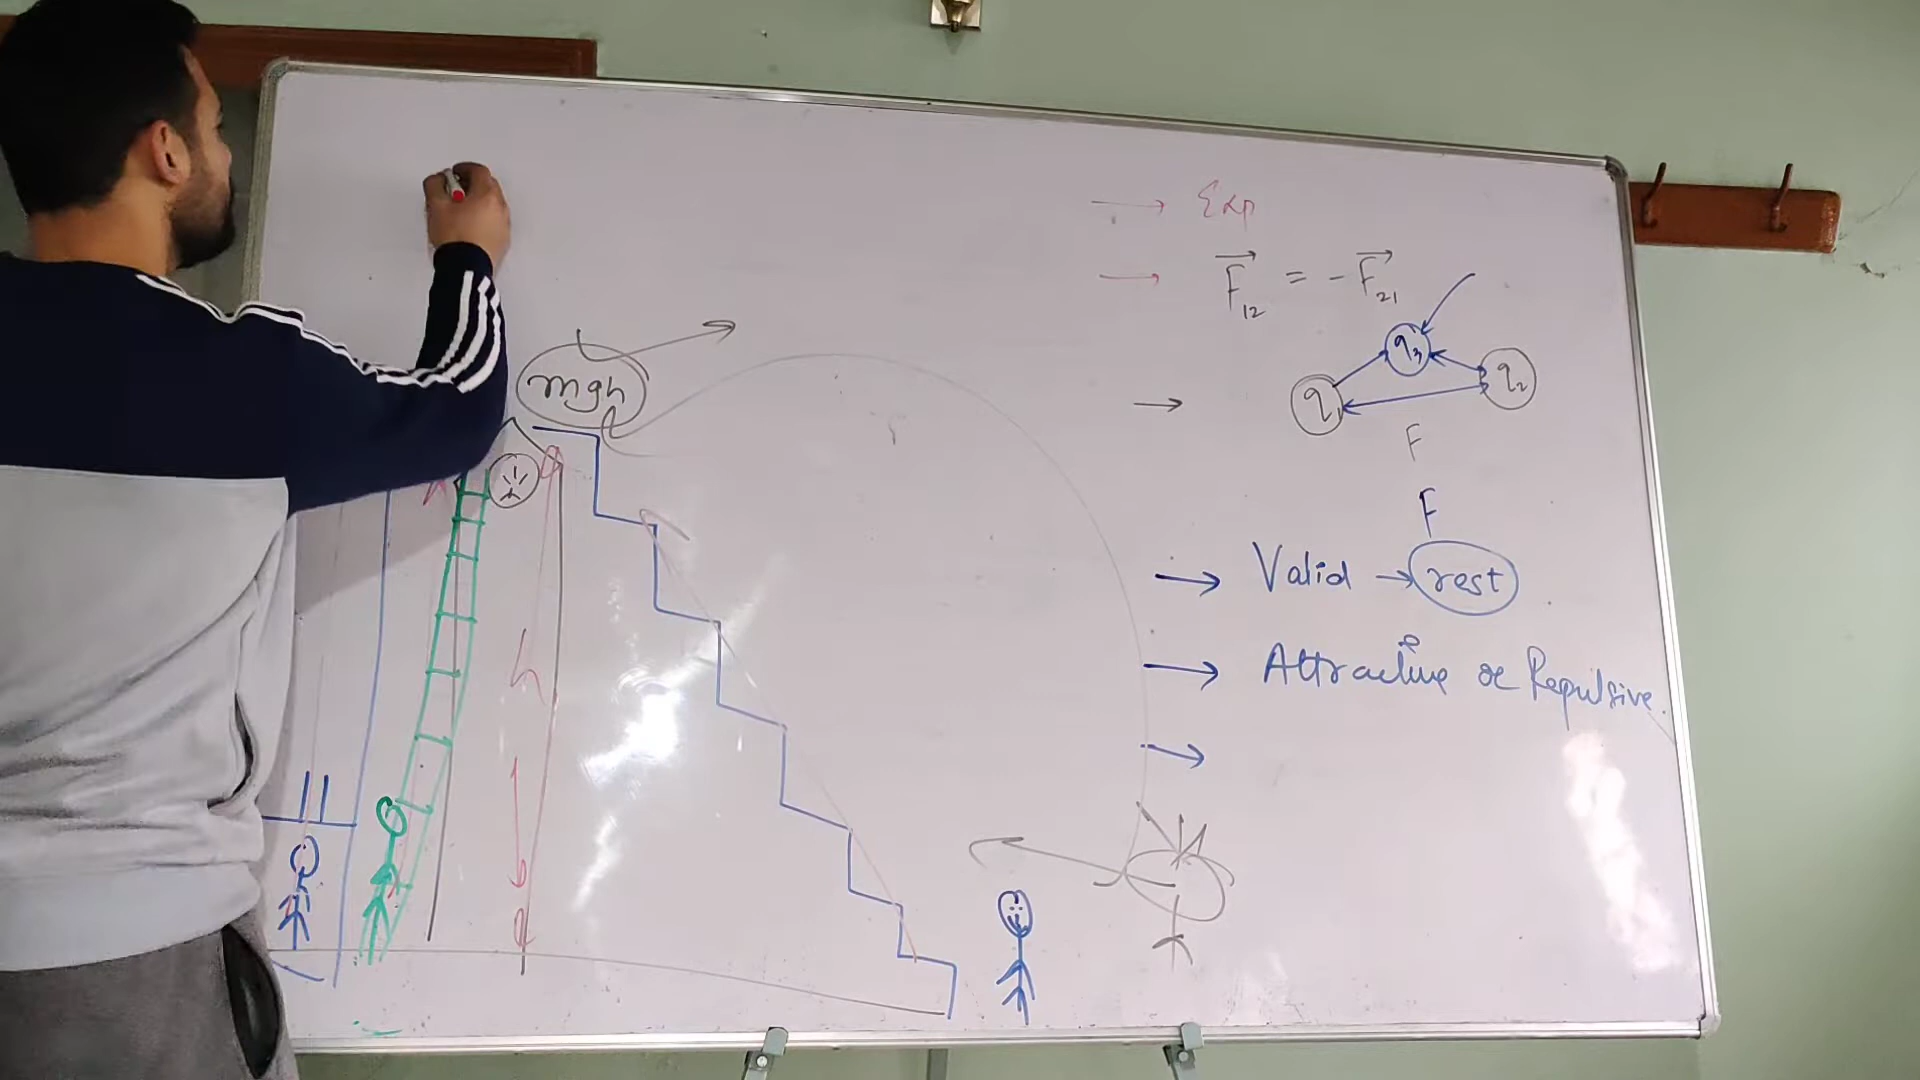 Exp
F₁₂ = -F₂₁
q₃
q₁ q₂
F
mgh
F
Valid → rest
h
Attractive or Repulsive.